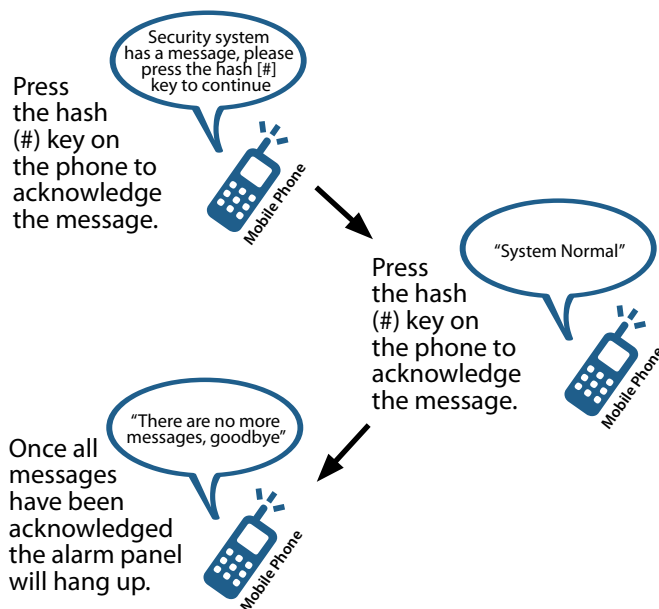 Security system
has a message, please
press the hash [#]
key to continue
Press
the hash
(#) key on
the phone to
acknowledge
the message.
Mobile Phone
"System Normal"
Press
the hash
(#) key on
the phone to
acknowledge
the message.
Mobile Phone
"There are no more
messages, goodbye"
Once all
messages
have been
acknowledged
the alarm panel
will hang up.
Mobile Phone